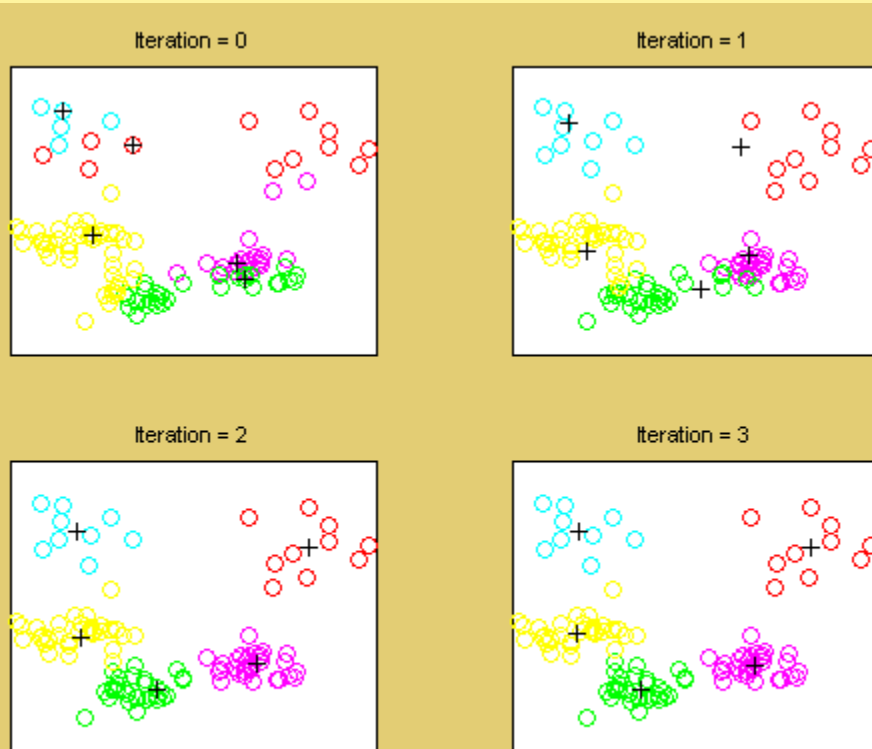 Iteration = 0
Iteration = 1
Iteration = 2
Iteration = 3